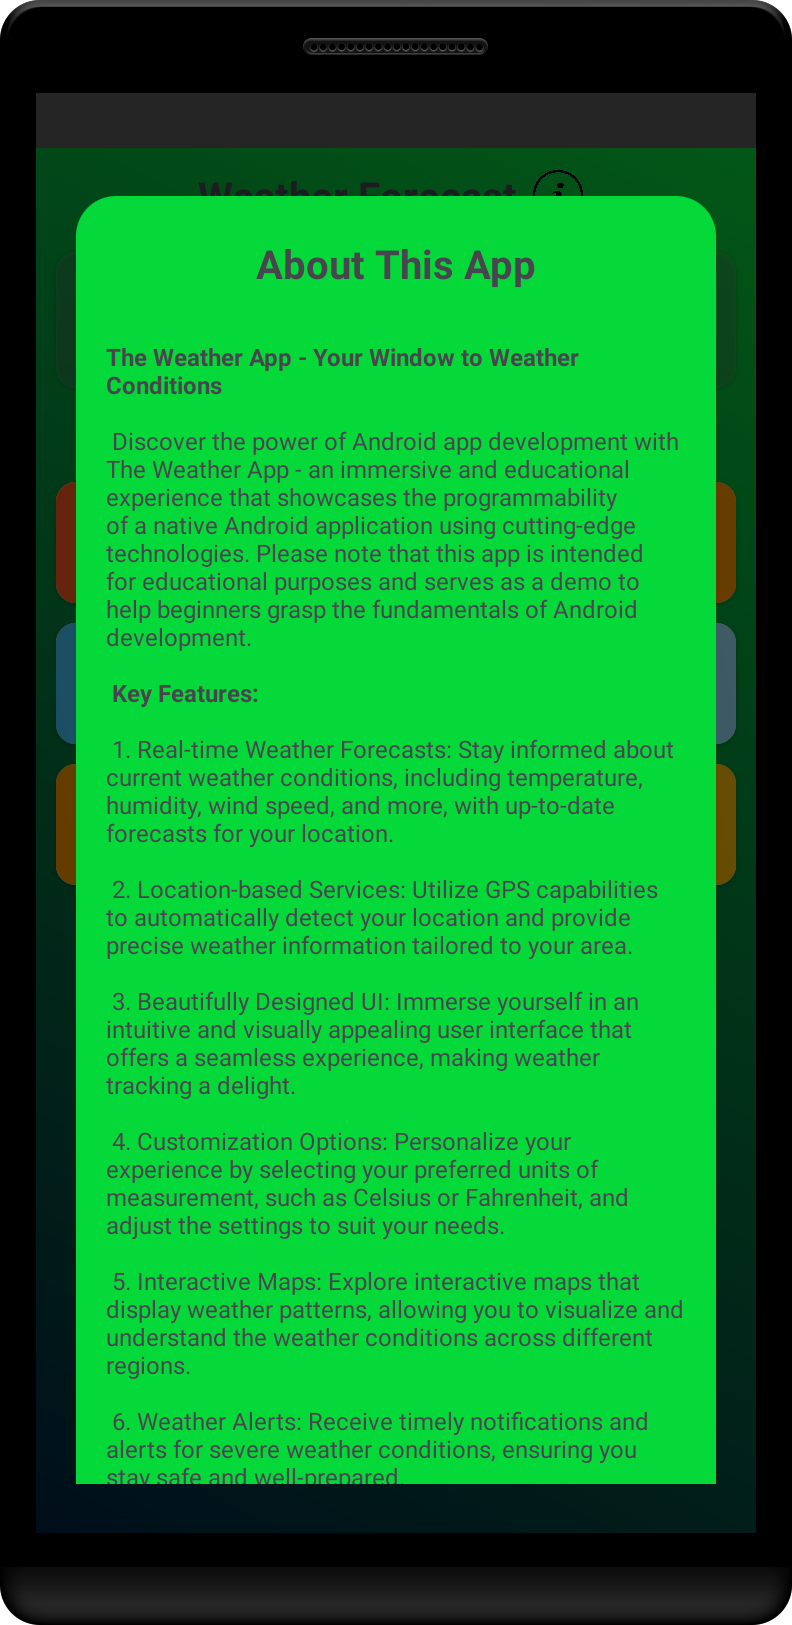 Weather Forecast
About This App
The Weather App - Your Window to Weather
Conditions
Discover the power of Android app development with
The Weather App - an immersive and educational
experience that showcases the programmability
of a native Android application using cutting-edge
technologies. Please note that this app is intended
for educational purposes and serves as a demo to
help beginners grasp the fundamentals of Android
development.
Key Features:
1. Real-time Weather Forecasts: Stay informed about
current weather conditions, including temperature,
humidity, wind speed, and more, with up-to-date
forecasts for your location.
2. Location-based Services: Utilize GPS capabilities
to automatically detect your location and provide
precise weather information tailored to your area.
3. Beautifully Designed UI: Immerse yourself in an
intuitive and visually appealing user interface that
offers a seamless experience, making weather
tracking a delight.
4. Customization Options: Personalize your
experience by selecting your preferred units of
measurement, such as Celsius or Fahrenheit, and
adjust the settings to suit your needs.
5. Interactive Maps: Explore interactive maps that
display weather patterns, allowing you to visualize and
understand the weather conditions across different
regions.
6. Weather Alerts: Receive timely notifications and
alerts for severe weather conditions, ensuring you
stay safe and well-prepared.